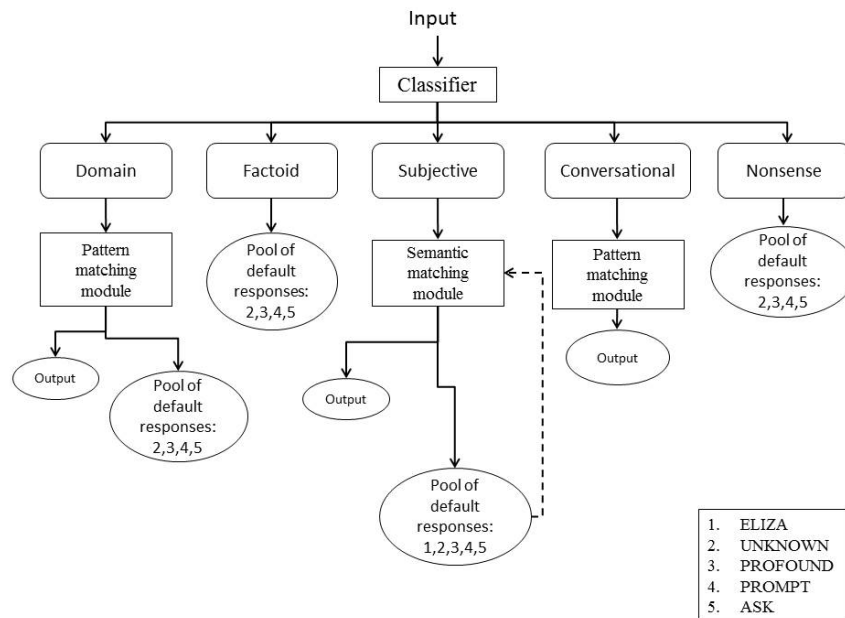 Input
Classifier
Domain
Factoid
Subjective
Conversational
Nonsense
Pattern
matching
module
Pool of
default
responses:
2,3,4,5
Semantic
matching
module
Pattern
matching
module
Pool of
default
responses:
2,3,4,5
Output
Pool of
default
responses:
2,3,4,5
Output
Output
Pool of
default
responses:
1,2,3,4,5
1. ELIZA
2. UNKNOWN
3. PROFOUND
4. PROMPT
5. ASK